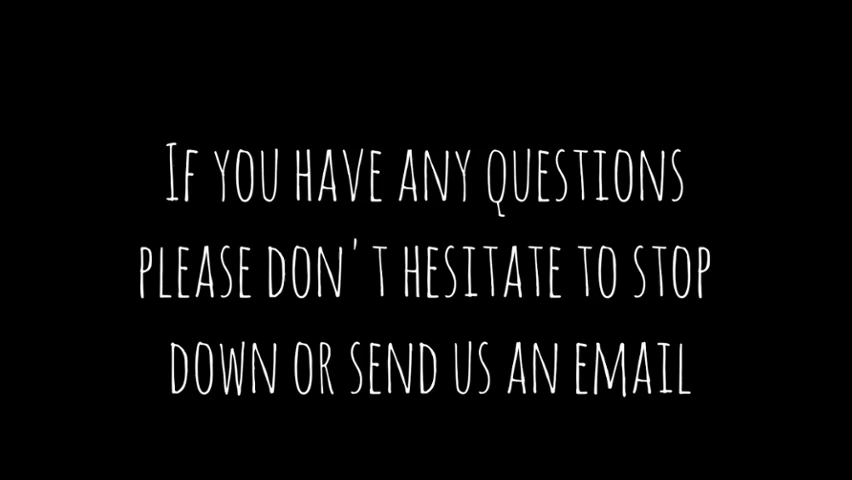 If you have any questions
please don't hesitate to stop
down or send us an email